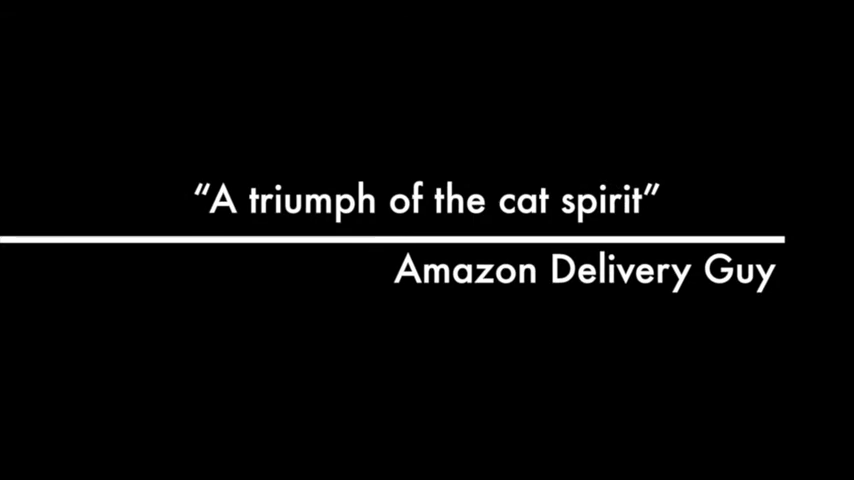 “A triumph of the cat spirit”
Amazon Delivery Guy